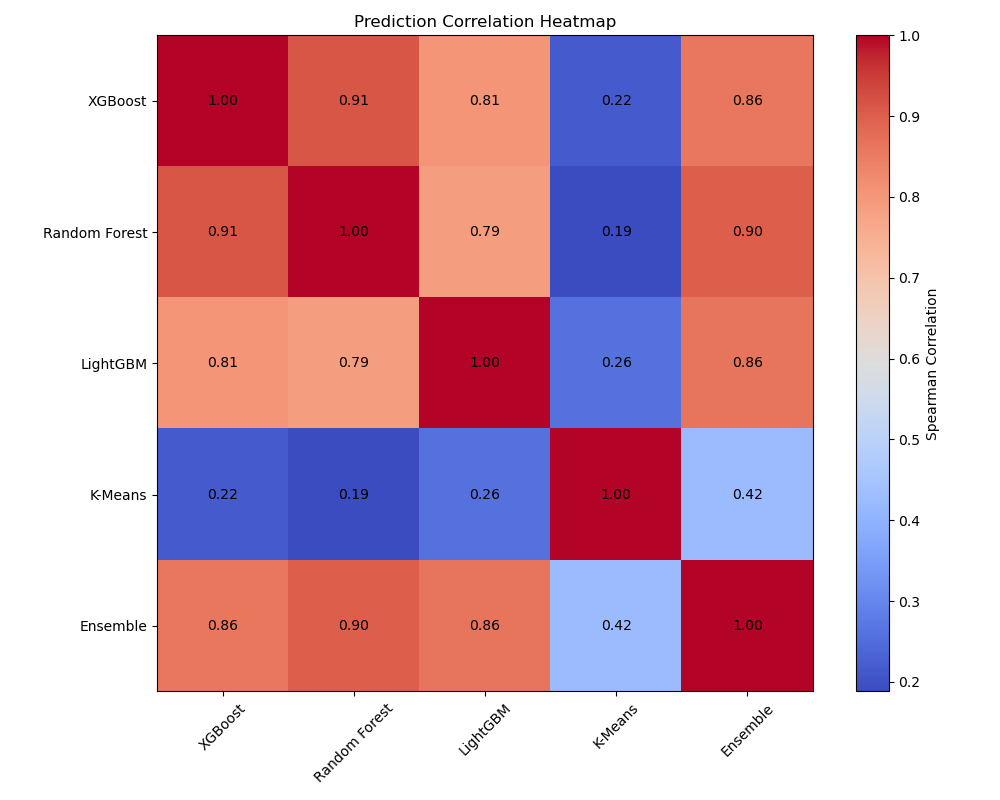 Prediction Correlation Heatmap
XGBoost 1.00 0.91 0.81 0.22 0.86
Random Forest 0.91 1.00 0.79 0.19 0.90
LightGBM 0.81 0.79 1.00 0.26 0.86
K-Means 0.22 0.19 0.26 1.00 0.42
Ensemble 0.86 0.90 0.86 0.42 1.00
XGBoost Random Forest LightGBM K-Means Ensemble
1.0
0.9
0.8
0.7
0.6
0.5
0.4
0.3
0.2
Spearman Correlation